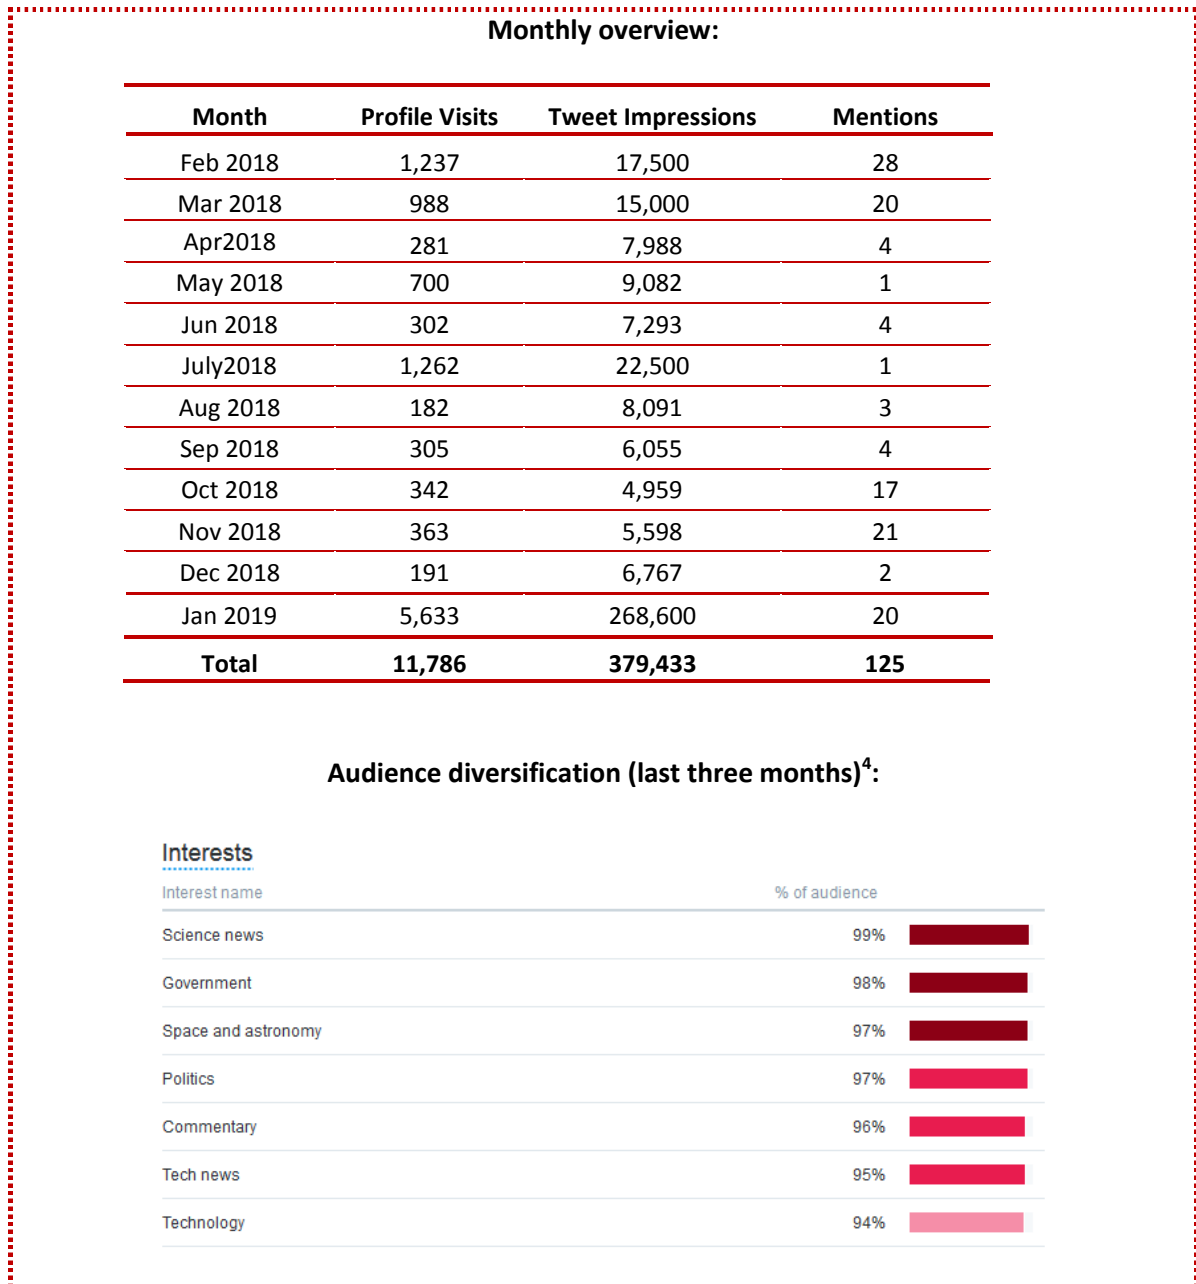 Monthly overview:
Month Profile Visits Tweet Impressions Mentions
Feb 2018 1,237 17,500 28
Mar 2018 988 15,000 20
Apr2018 281 7,988 4
May 2018 700 9,082 1
Jun 2018 302 7,293 4
July2018 1,262 22,500 1
Aug 2018 182 8,091 3
Sep 2018 305 6,055 4
Oct 2018 342 4,959 17
Nov 2018 363 5,598 21
Dec 2018 191 6,767 2
Jan 2019 5,633 268,600 20
Total 11,786 379,433 125
Audience diversification (last three months)4:
Interests
Interest name % of audience
Science news 99%
Government 98%
Space and astronomy 97%
Politics 97%
Commentary 96%
Tech news 95%
Technology 94%